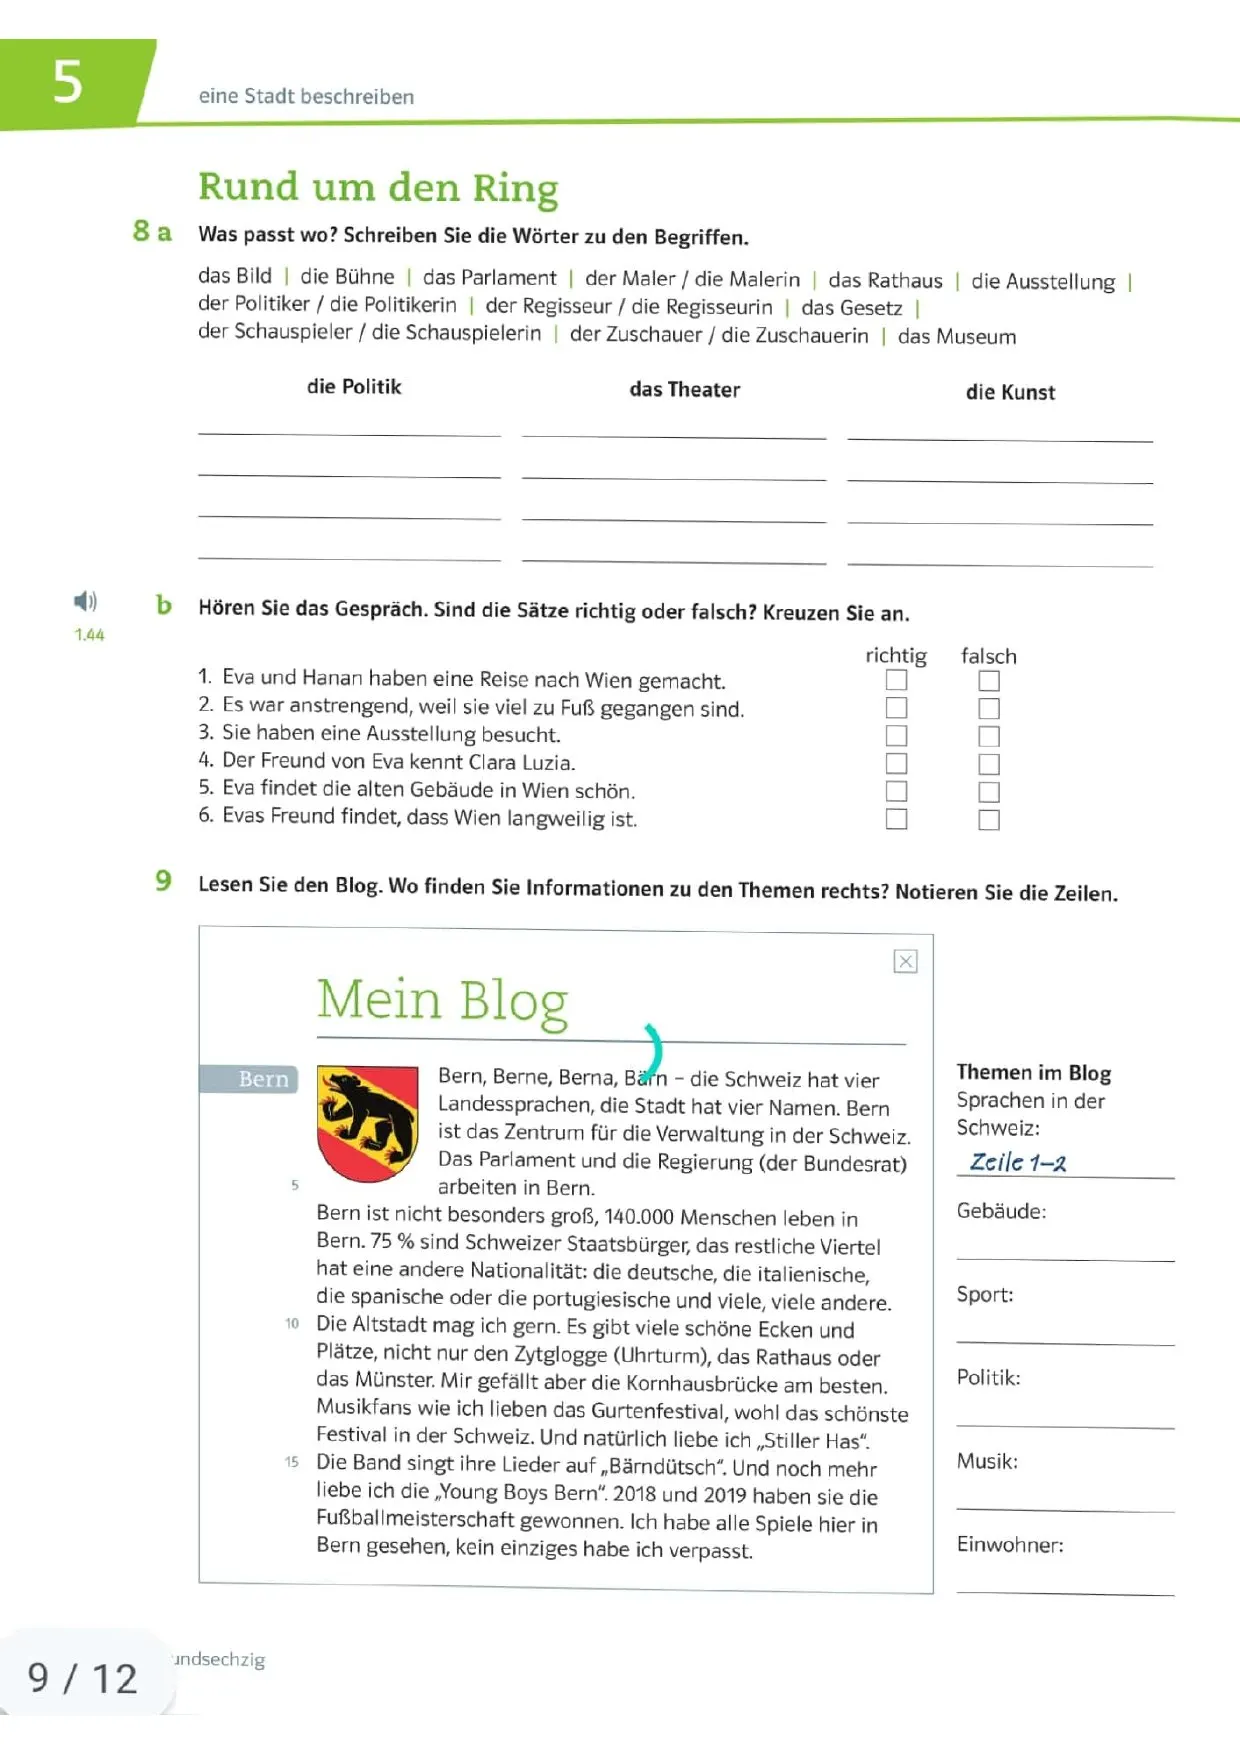 5
eine Stadt beschreiben
Rund um den Ring
8 a Was passt wo? Schreiben Sie die Wörter zu den Begriffen.
das Bild | die Bühne | das Parlament | der Maler / die Malerin | das Rathaus | die Ausstellung |
der Politiker / die Politikerin | der Regisseur / die Regisseurin | das Gesetz |
der Schauspieler / die Schauspielerin | der Zuschauer / die Zuschauerin | das Museum
die Politik das Theater die Kunst
b Hören Sie das Gespräch. Sind die Sätze richtig oder falsch? Kreuzen Sie an.
1.44
richtig falsch
1. Eva und Hanan haben eine Reise nach Wien gemacht.
2. Es war anstrengend, weil sie viel zu Fuß gegangen sind.
3. Sie haben eine Ausstellung besucht.
4. Der Freund von Eva kennt Clara Luzia.
5. Eva findet die alten Gebäude in Wien schön.
6. Evas Freund findet, dass Wien langweilig ist.
9 Lesen Sie den Blog. Wo finden Sie Informationen zu den Themen rechts? Notieren Sie die Zeilen.
Mein Blog
Bern
Bern, Berne, Berna, Bärn – die Schweiz hat vier
Landessprachen, die Stadt hat vier Namen. Bern
ist das Zentrum für die Verwaltung in der Schweiz.
Das Parlament und die Regierung (der Bundesrat)
5 arbeiten in Bern.
Bern ist nicht besonders groß, 140.000 Menschen leben in
Bern. 75 % sind Schweizer Staatsbürger, das restliche Viertel
hat eine andere Nationalität: die deutsche, die italienische,
die spanische oder die portugiesische und viele, viele andere.
10 Die Altstadt mag ich gern. Es gibt viele schöne Ecken und
Plätze, nicht nur den Zytglogge (Uhrturm), das Rathaus oder
das Münster. Mir gefällt aber die Kornhausbrücke am besten.
Musikfans wie ich lieben das Gurtenfestival, wohl das schönste
Festival in der Schweiz. Und natürlich liebe ich „Stiller Has“.
15 Die Band singt ihre Lieder auf „Bärndütsch“. Und noch mehr
liebe ich die „Young Boys Bern“. 2018 und 2019 haben sie die
Fußballmeisterschaft gewonnen. Ich habe alle Spiele hier in
Bern gesehen, kein einziges habe ich verpasst.
Themen im Blog
Sprachen in der
Schweiz:
Zeile 1–2
Gebäude:
Sport:
Politik:
Musik:
Einwohner:
undsechzig
9 / 12